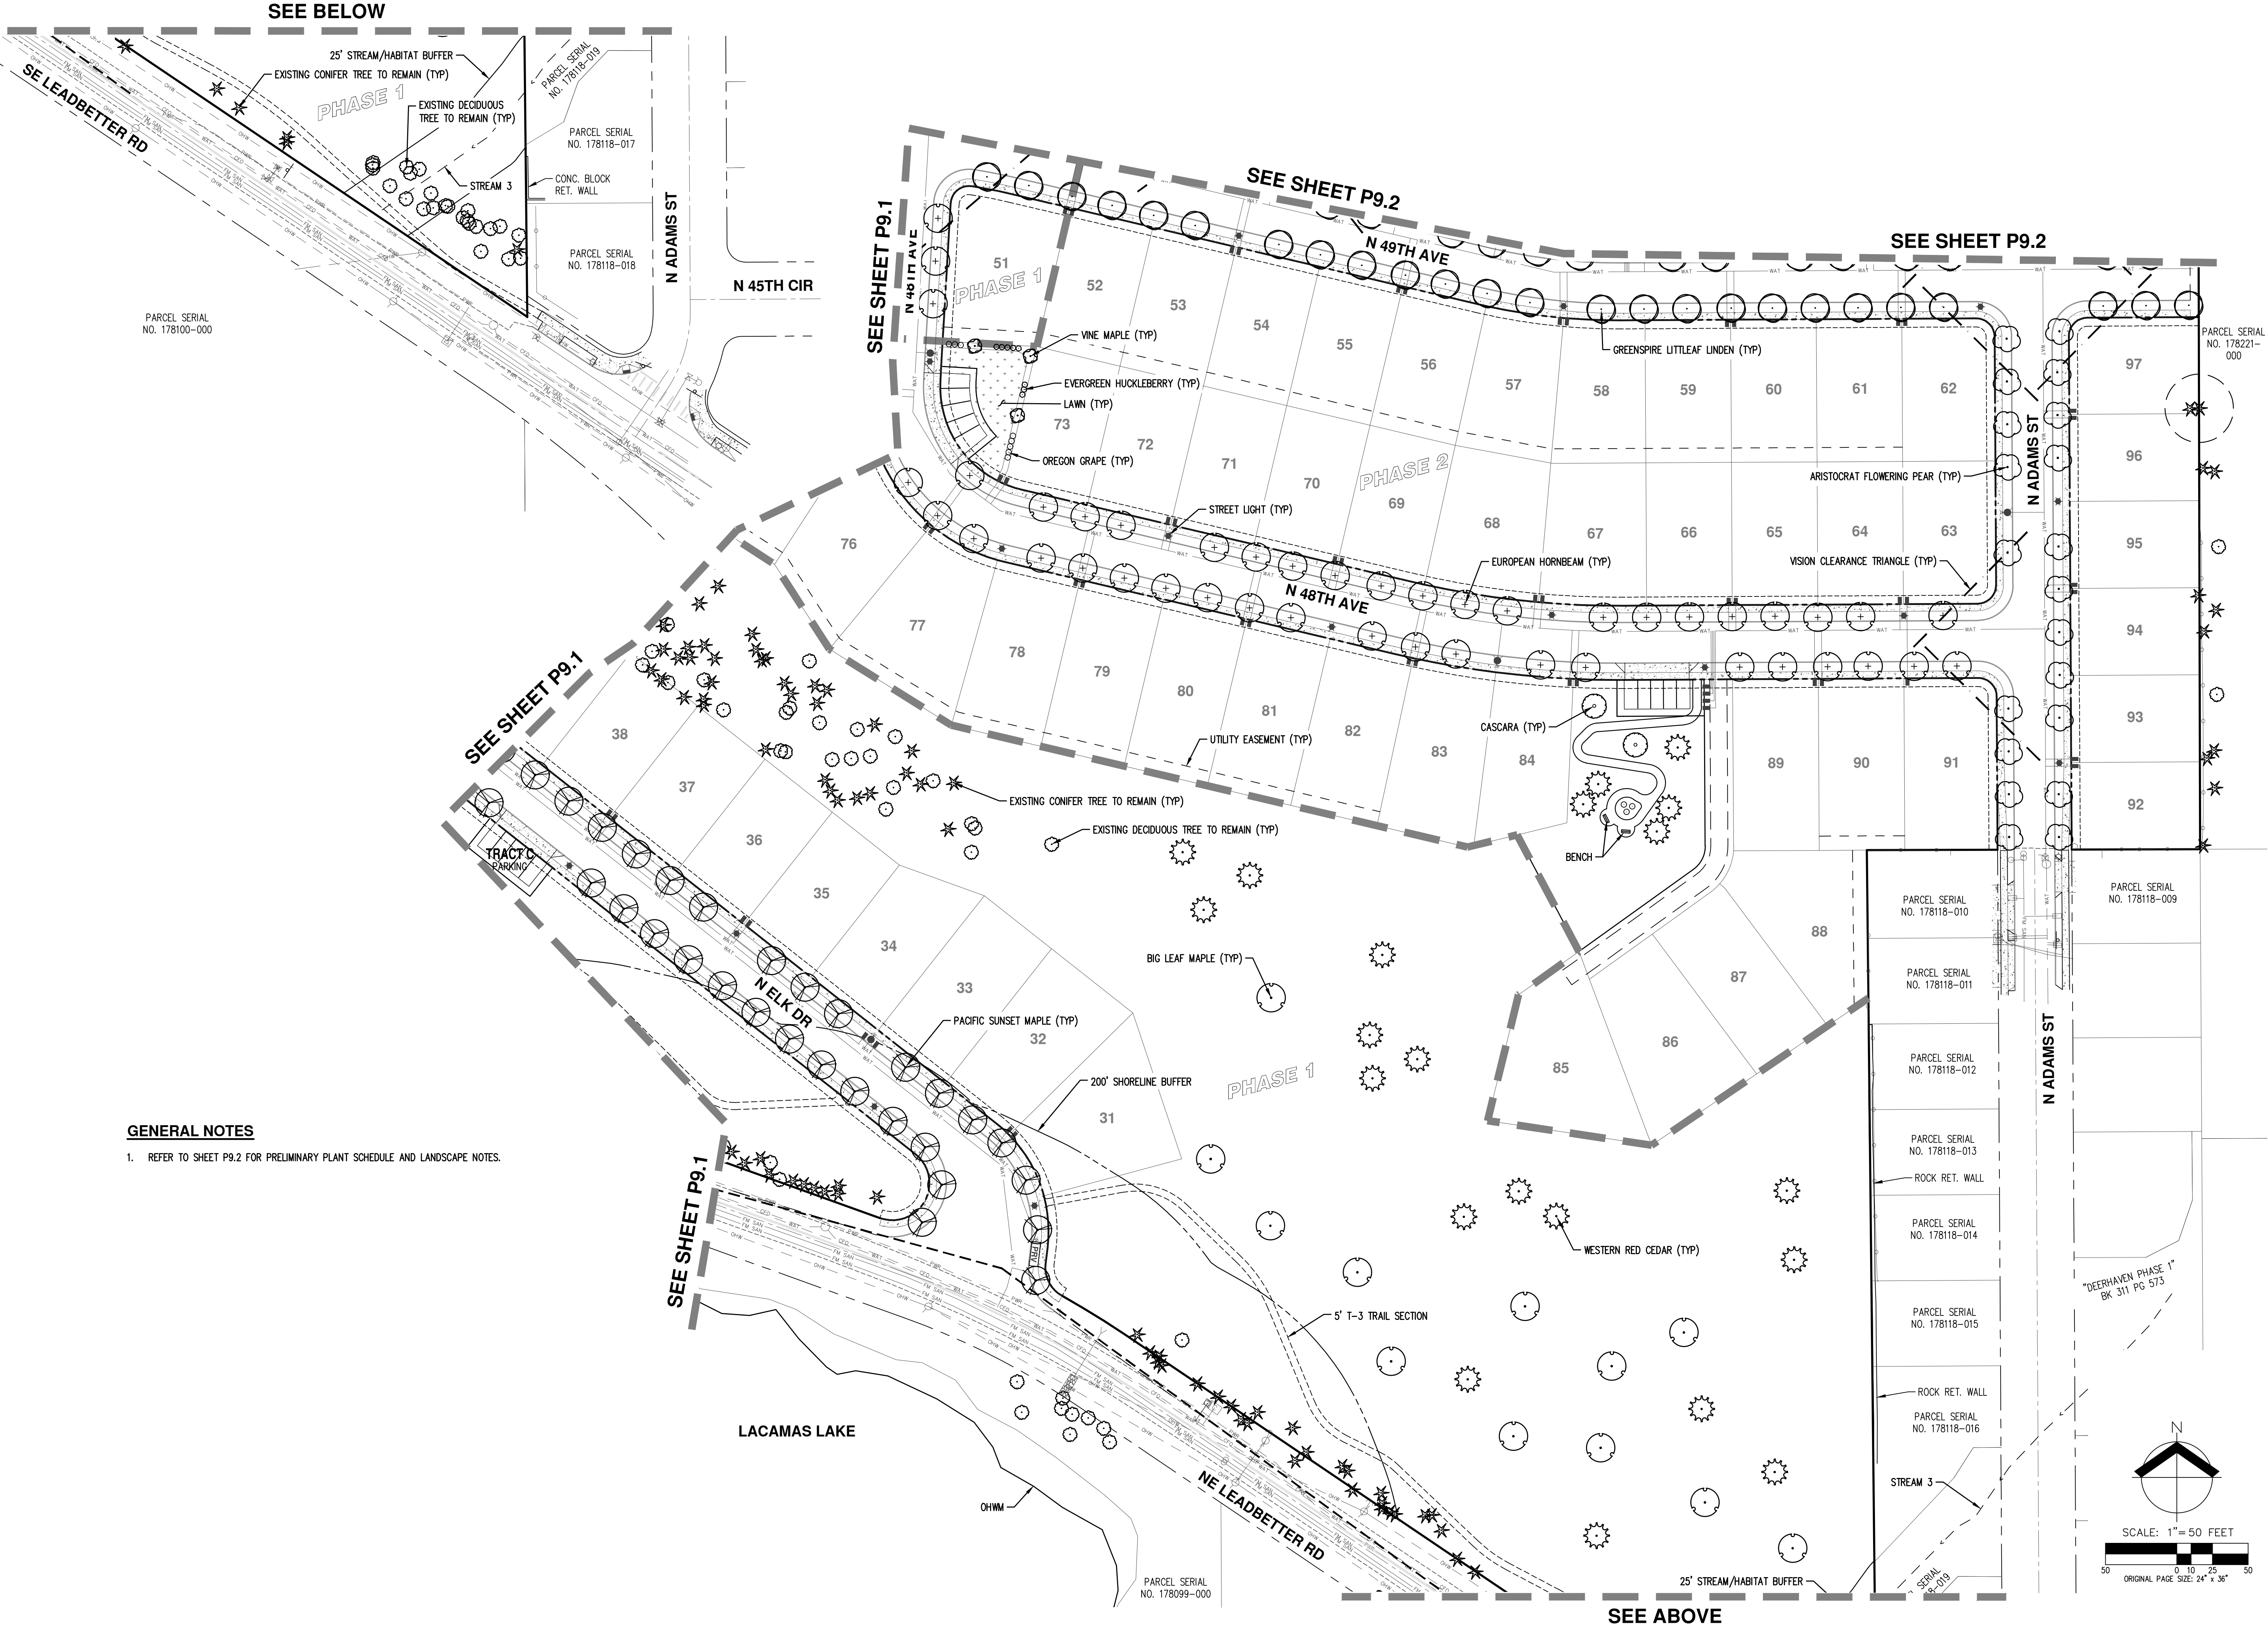 SEE BELOW
25' STREAM/HABITAT BUFFER
EXISTING CONIFER TREE TO REMAIN (TYP)
PHASE 1
EXISTING DECIDUOUS
TREE TO REMAIN (TYP)
SE LEADBETTER RD
PARCEL SERIAL
NO. 178118-019
PARCEL SERIAL
NO. 178118-017
STREAM 3
CONC. BLOCK
RET. WALL
PARCEL SERIAL
NO. 178118-018
N ADAMS ST
N 45TH CIR
PARCEL SERIAL
NO. 178100-000
SEE SHEET P9.2
SEE SHEET P9.2
SEE SHEET P9.1
N 48TH AVE
N 49TH AVE
51
PHASE 1
52
53
54
55
56
57
58
59
60
61
62
97
PARCEL SERIAL
NO. 178221-
000
VINE MAPLE (TYP)
GREENSPIRE LITTLEAF LINDEN (TYP)
EVERGREEN HUCKLEBERRY (TYP)
LAWN (TYP)
73
72
71
70
PHASE 2
69
68
67
66
65
64
63
96
OREGON GRAPE (TYP)
ARISTOCRAT FLOWERING PEAR (TYP)
N ADAMS ST
STREET LIGHT (TYP)
EUROPEAN HORNBEAM (TYP)
VISION CLEARANCE TRIANGLE (TYP)
95
76
N 48TH AVE
77
78
79
80
81
82
83
84
94
93
92
SEE SHEET P9.1
38
37
36
35
34
33
32
31
CASCARA (TYP)
UTILITY EASEMENT (TYP)
89
90
91
EXISTING CONIFER TREE TO REMAIN (TYP)
EXISTING DECIDUOUS TREE TO REMAIN (TYP)
BENCH
TRACT C
PARKING
PARCEL SERIAL
NO. 178118-010
PARCEL SERIAL
NO. 178118-009
88
87
86
85
BIG LEAF MAPLE (TYP)
PARCEL SERIAL
NO. 178118-011
N ELK DR
PACIFIC SUNSET MAPLE (TYP)
200' SHORELINE BUFFER
PHASE 1
PARCEL SERIAL
NO. 178118-012
N ADAMS ST
GENERAL NOTES
1. REFER TO SHEET P9.2 FOR PRELIMINARY PLANT SCHEDULE AND LANDSCAPE NOTES.
PARCEL SERIAL
NO. 178118-013
ROCK RET. WALL
SEE SHEET P9.1
PRV
PARCEL SERIAL
NO. 178118-014
WESTERN RED CEDAR (TYP)
"DEERHAVEN PHASE 1"
BK 311 PG 573
5' T-3 TRAIL SECTION
PARCEL SERIAL
NO. 178118-015
ROCK RET. WALL
PARCEL SERIAL
NO. 178118-016
LACAMAS LAKE
OHWM
NE LEADBETTER RD
STREAM 3
PARCEL SERIAL
NO. 178099-000
25' STREAM/HABITAT BUFFER
SERIAL
N
SCALE: 1"=50 FEET
50 0 10 25 50
ORIGINAL PAGE SIZE: 24" x 36"
SEE ABOVE